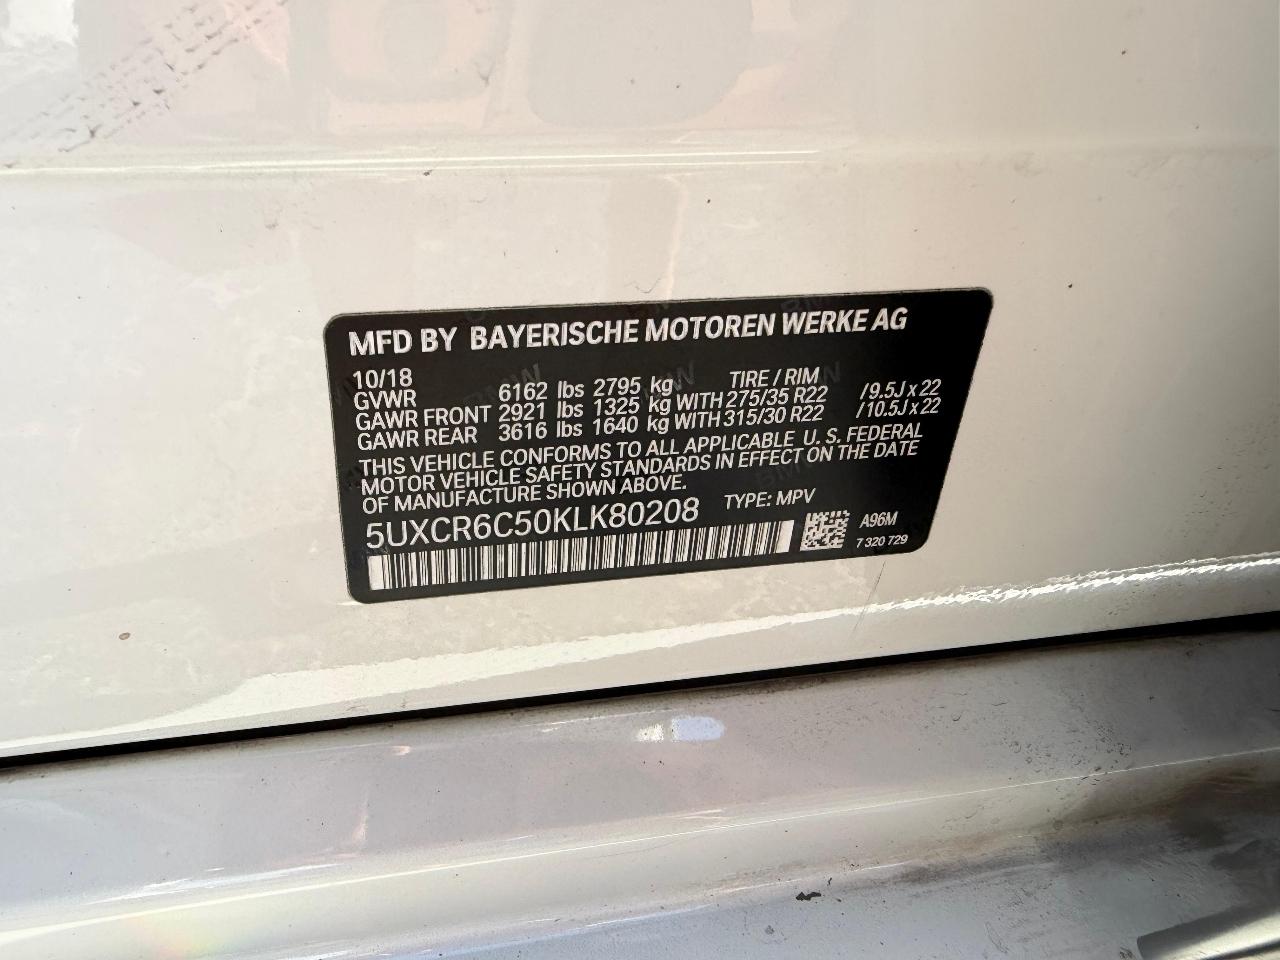 MFD BY BAYERISCHE MOTOREN WERKE AG
10/18
GVWR 6162 lbs 2795 kg TIRE / RIM
GAWR FRONT 2921 lbs 1325 kg WITH 275/35 R22 /9.5J x 22
GAWR REAR 3616 lbs 1640 kg WITH 315/30 R22 /10.5J x 22
THIS VEHICLE CONFORMS TO ALL APPLICABLE U. S. FEDERAL
MOTOR VEHICLE SAFETY STANDARDS IN EFFECT ON THE DATE
OF MANUFACTURE SHOWN ABOVE.
5UXCR6C50KLK80208 TYPE: MPV
A96M
7 320 729